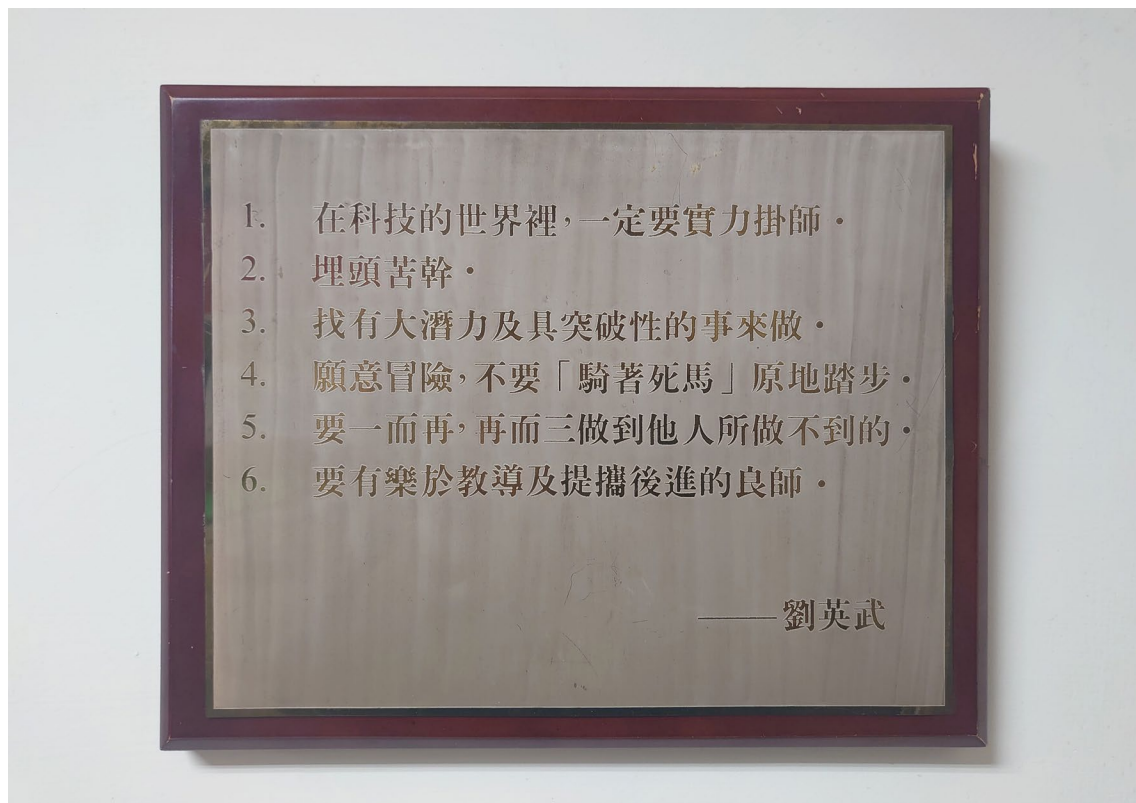 1. 在科技的世界裡,一定要實力掛師．
2. 埋頭苦幹．
3. 找有大潛力及具突破性的事來做．
4. 願意冒險,不要「騎著死馬」原地踏步．
5. 要一而再,再而三做到他人所做不到的．
6. 要有樂於教導及提攜後進的良師．
——劉英武